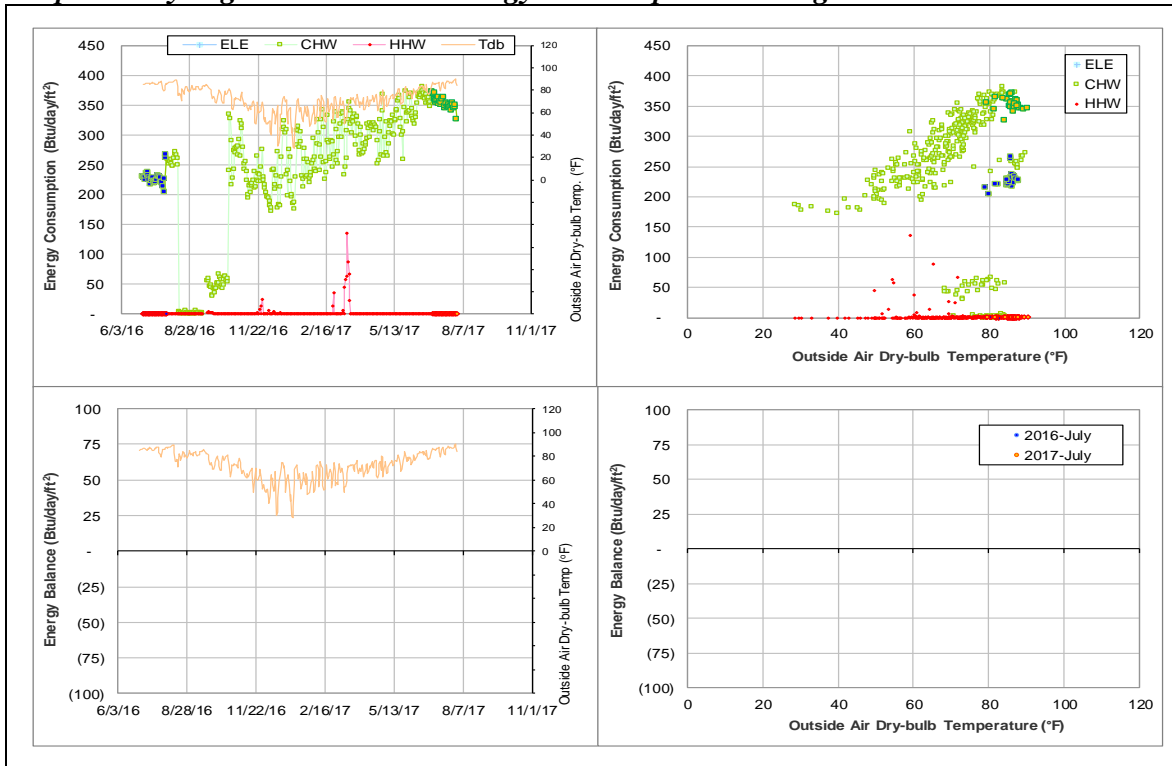 ELE CHW HHW Tdb
450
400
350
300
250
200
150
100
50
-
Energy Consumption (Btu/day/ft²)
120
100
80
60
40
20
0
Outside Air Dry-bulb Temp. (°F)
6/3/16 8/28/16 11/22/16 2/16/17 5/13/17 8/7/17 11/1/17
450
400
350
300
250
200
150
100
50
-
Energy Consumption (Btu/day/ft²)
ELE
CHW
HHW
0 20 40 60 80 100 120
Outside Air Dry-bulb Temperature (°F)
100
75
50
25
-
(25)
(50)
(75)
(100)
Energy Balance (Btu/day/ft²)
120
100
80
60
40
20
0
Outside Air Dry-bulb Temp (°F)
6/3/16 8/28/16 11/22/16 2/16/17 5/13/17 8/7/17 11/1/17
100
75
50
25
-
(25)
(50)
(75)
(100)
Energy Balance (Btu/day/ft²)
2016-July
2017-July
0 20 40 60 80 100 120
Outside Air Dry-bulb Temperature (°F)